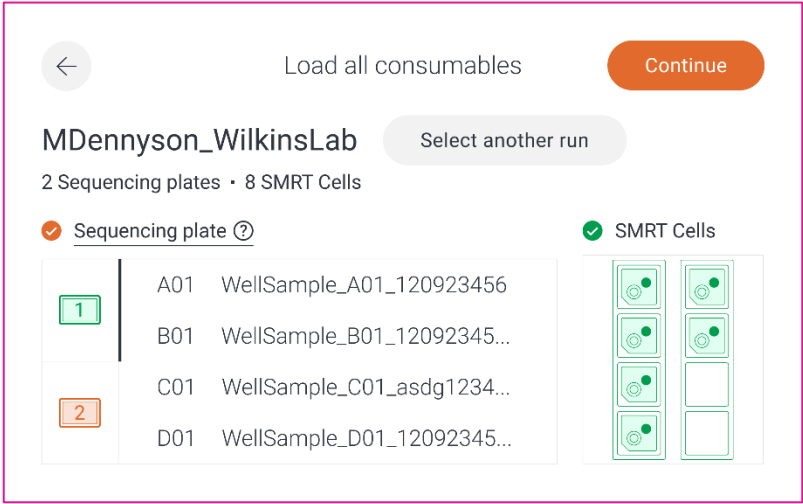 Load all consumables
Continue
MDennyson_WilkinsLab
Select another run
2 Sequencing plates • 8 SMRT Cells
Sequencing plate ?
SMRT Cells
1
A01 WellSample_A01_120923456
B01 WellSample_B01_12092345...
2
C01 WellSample_C01_asdg1234...
D01 WellSample_D01_12092345...